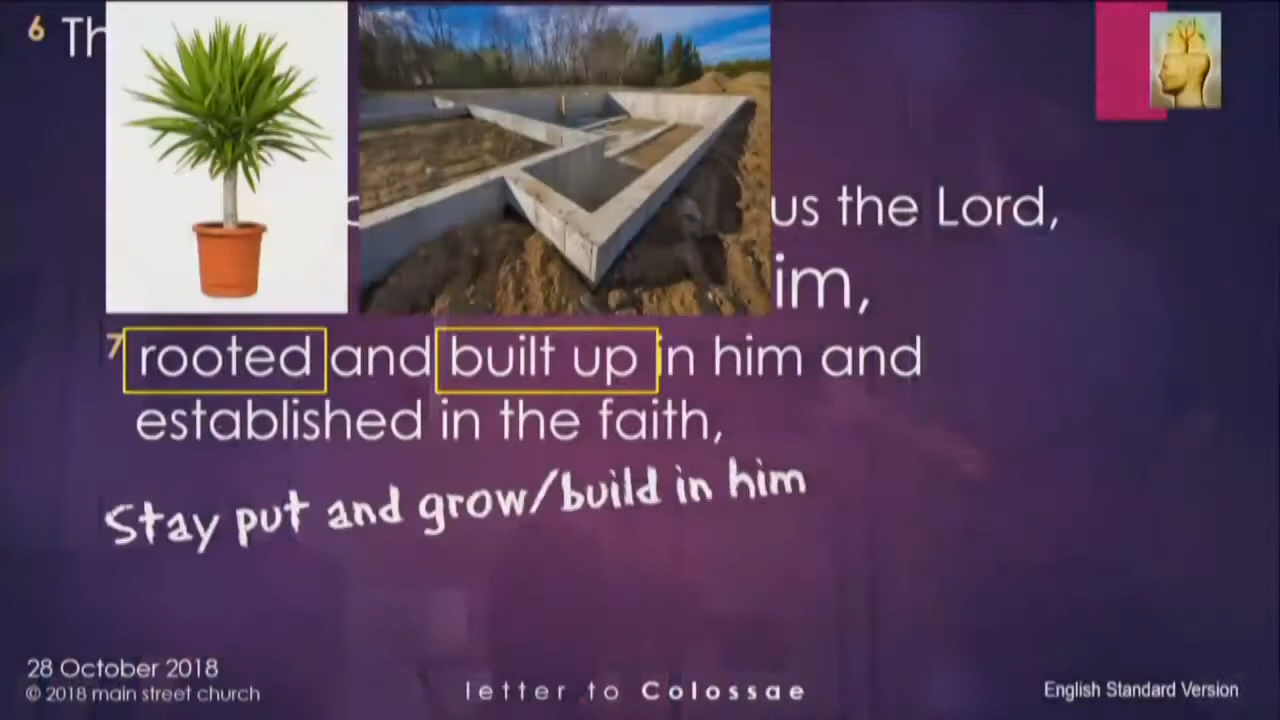 6 Th
us the Lord,
im,
7 rooted and built up in him and
established in the faith,
Stay put and grow/build in him
28 October 2018
© 2018 main street church
letter to Colossae
English Standard Version